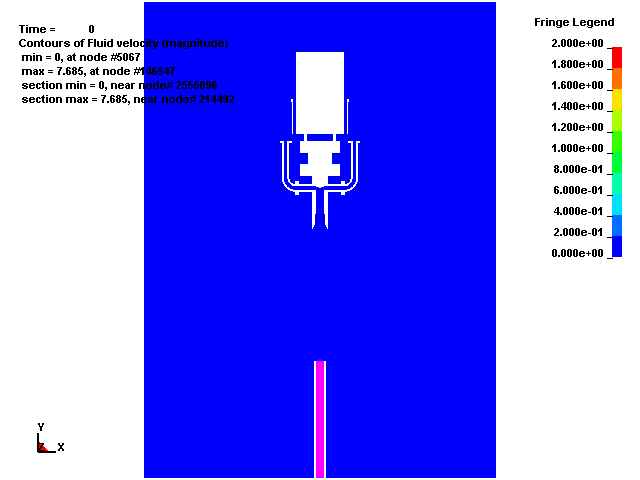 Time =           0
Contours of Fluid velocity (magnitude)
min = 0, at node #5067
max = 7.685, at node #146547
section min = 0, near node# 2555096
section max = 7.685, near node# 214482
Fringe Legend
2.000e+00
1.800e+00
1.600e+00
1.400e+00
1.200e+00
1.000e+00
8.000e-01
6.000e-01
4.000e-01
2.000e-01
0.000e+00
Y
Z X